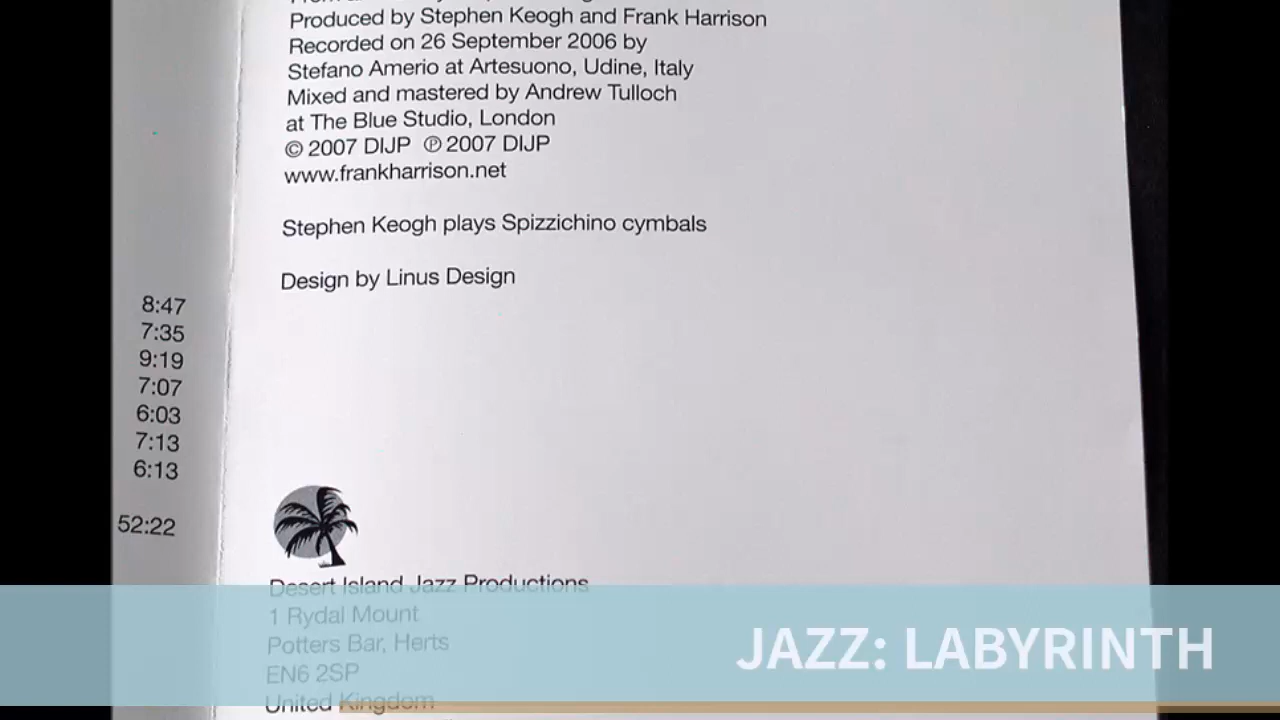 Produced by Stephen Keogh and Frank Harrison
Recorded on 26 September 2006 by
Stefano Amerio at Artesuono, Udine, Italy
Mixed and mastered by Andrew Tulloch
at The Blue Studio, London
© 2007 DIJP ℗ 2007 DIJP
www.frankharrison.net
Stephen Keogh plays Spizzichino cymbals
Design by Linus Design
8:47
7:35
9:19
7:07
6:03
7:13
6:13
52:22
Desert Island Jazz Productions
1 Rydal Mount
Potters Bar, Herts
EN6 2SP
United Kingdom
JAZZ: LABYRINTH